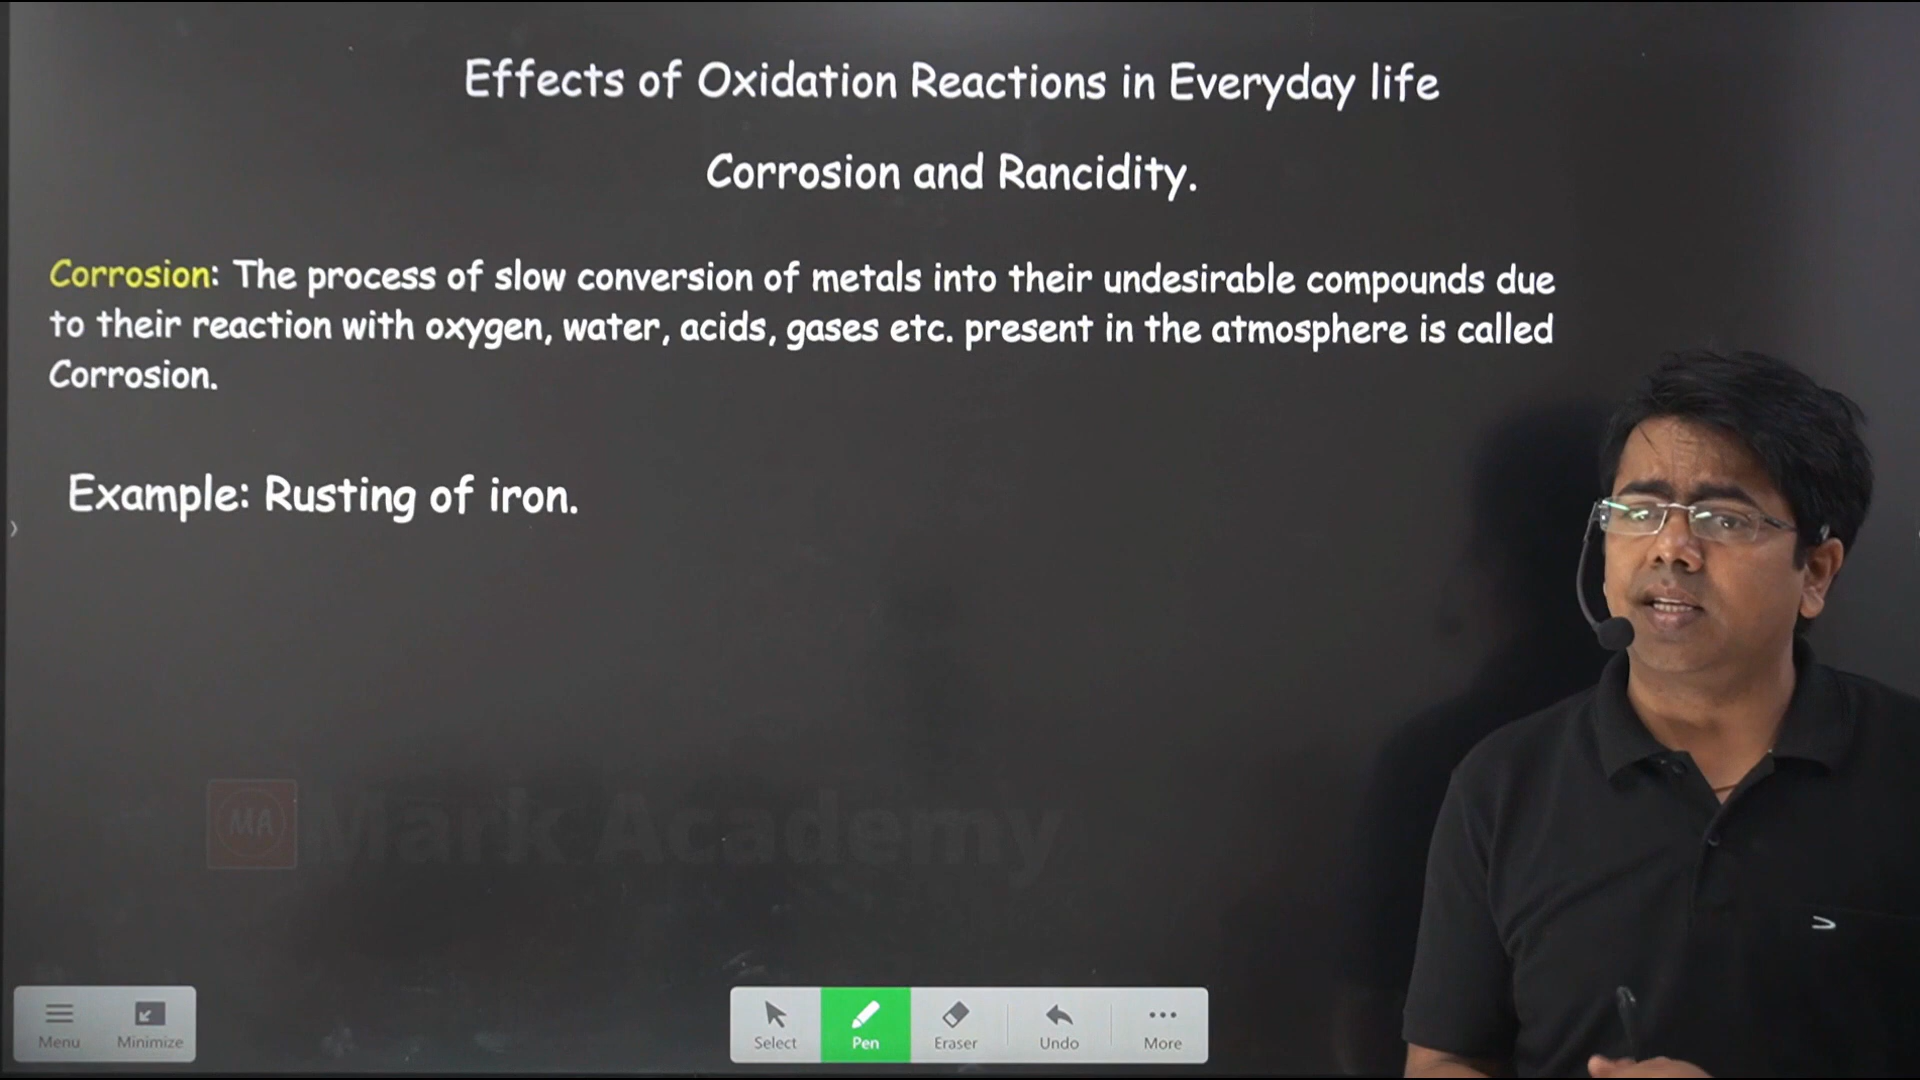 Effects of Oxidation Reactions in Everyday life
Corrosion and Rancidity.
Corrosion: The process of slow conversion of metals into their undesirable compounds due
to their reaction with oxygen, water, acids, gases etc. present in the atmosphere is called
Corrosion.
Example: Rusting of iron.
MA Mark Academy
Menu Minimize Select Pen Eraser Undo More